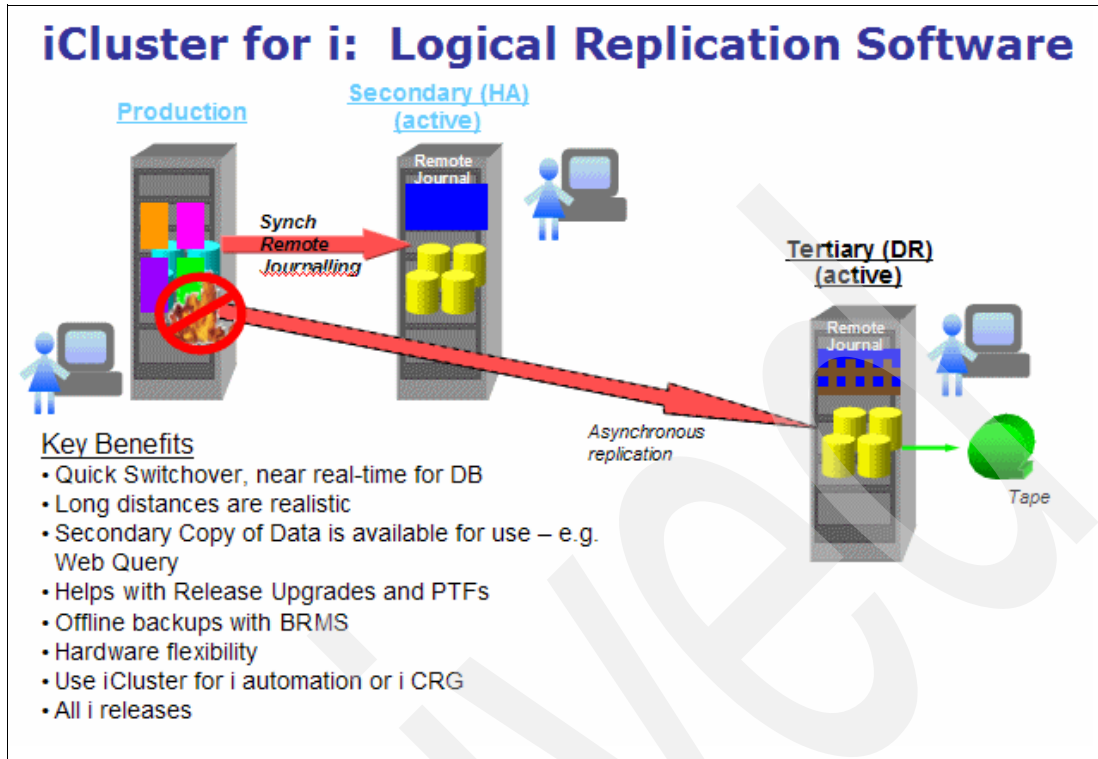 iCluster for i: Logical Replication Software
Production
Secondary (HA)
(active)
Remote
Journal
Synch
Remote
Journalling
Tertiary (DR)
(active)
Remote
Journal
Asynchronous
replication
Tape
Key Benefits
• Quick Switchover, near real-time for DB
• Long distances are realistic
• Secondary Copy of Data is available for use – e.g.
Web Query
• Helps with Release Upgrades and PTFs
• Offline backups with BRMS
• Hardware flexibility
• Use iCluster for i automation or i CRG
• All i releases